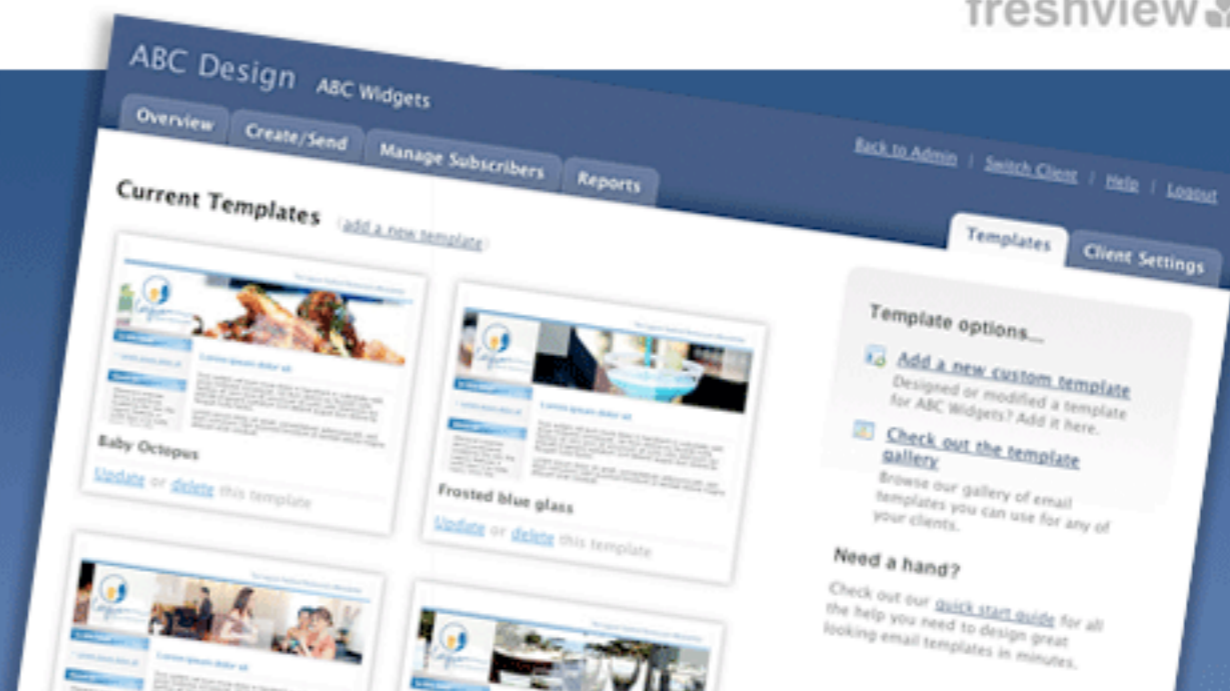 freshview
ABC Design ABC Widgets
Back to Admin | Switch Client | Help | Logout
Overview Create/Send Manage Subscribers Reports
Templates Client Settings
Current Templates (add a new template)
Lorem ipsum dolor sit
Baby Octopus
Update or delete this template
Lorem ipsum dolor sit
Frosted blue glass
Update or delete this template
Lorem ipsum dolor sit
Template options...
Add a new custom template
Designed or modified a template
for ABC Widgets? Add it here.
Check out the template
gallery
Browse our gallery of email
templates you can use for any of
your clients.
Need a hand?
Check out our quick start guide for all
the help you need to design great
looking email templates in minutes.